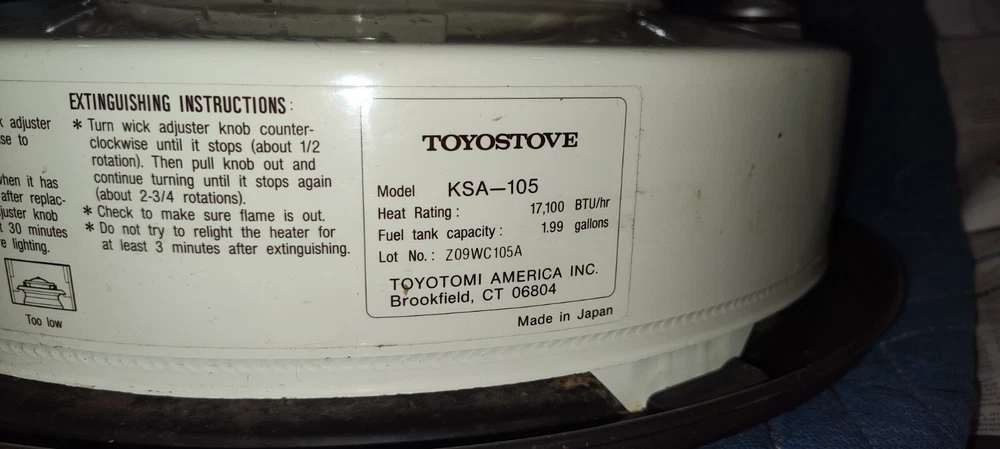 adjuster
se to
when it has
after replac-
juster knob
30 minutes
lighting.
Too low
EXTINGUISHING INSTRUCTIONS:
* Turn wick adjuster knob counter-
clockwise until it stops (about 1/2
rotation). Then pull knob out and
continue turning until it stops again
(about 2-3/4 rotations).
* Check to make sure flame is out.
* Do not try to relight the heater for
at least 3 minutes after extinguishing.
TOYOSTOVE
Model KSA-105
Heat Rating: 17,100 BTU/hr
Fuel tank capacity: 1.99 gallons
Lot No.: Z09WC105A
TOYOTOMI AMERICA INC.
Brookfield, CT 06804
Made in Japan